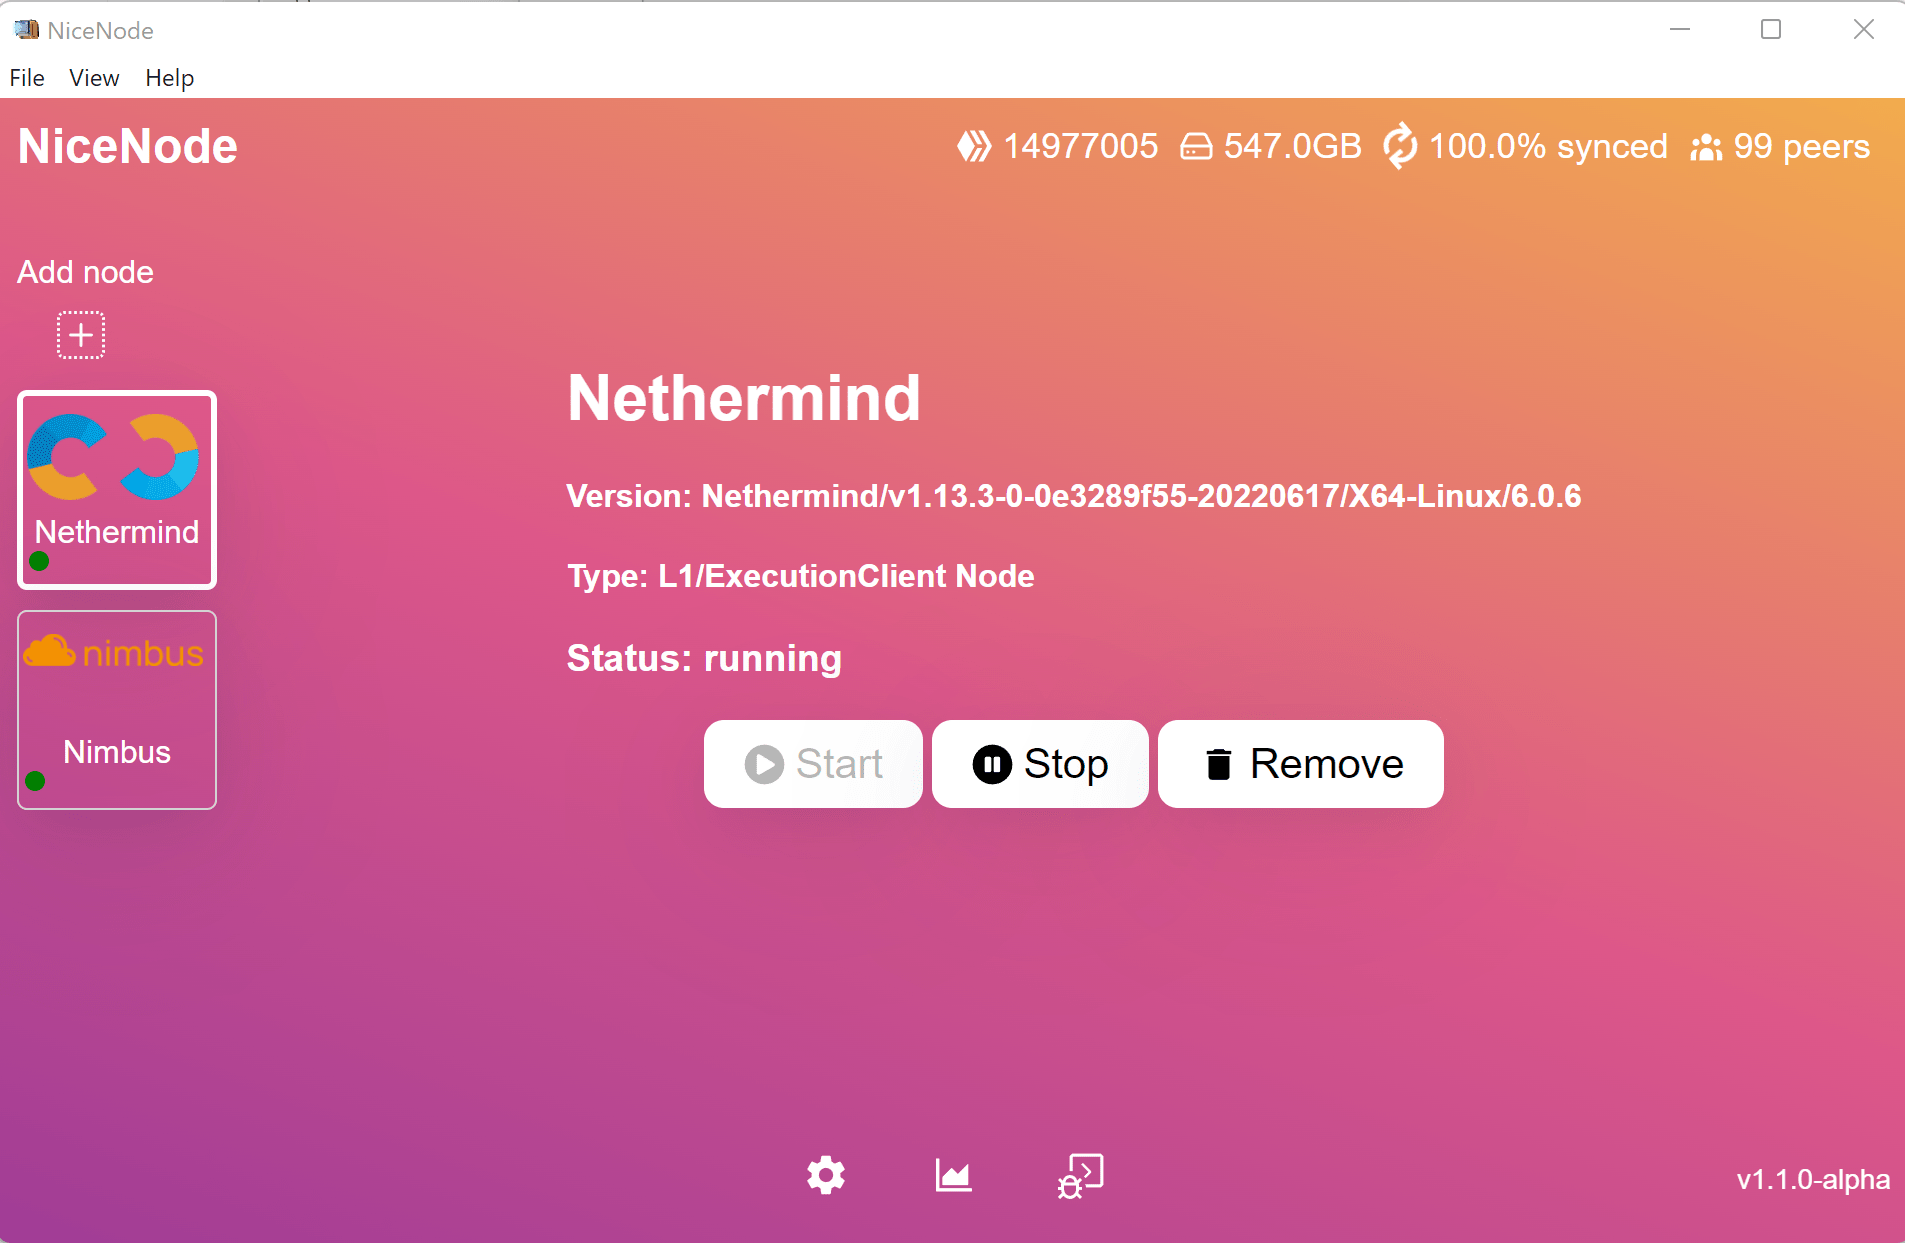 NiceNode
File View Help
NiceNode
14977005 547.0GB 100.0% synced 99 peers
Add node
Nethermind
nimbus
Nimbus
Nethermind
Version: Nethermind/v1.13.3-0-0e3289f55-20220617/X64-Linux/6.0.6
Type: L1/ExecutionClient Node
Status: running
Start Stop Remove
v1.1.0-alpha